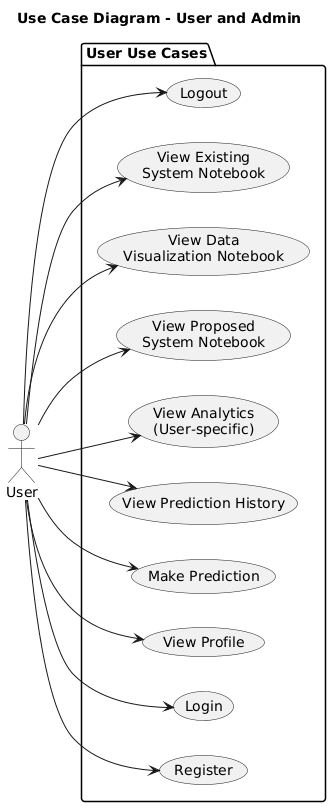 Use Case Diagram - User and Admin
User Use Cases
Logout
View Existing
System Notebook
View Data
Visualization Notebook
View Proposed
System Notebook
View Analytics
(User-specific)
User
View Prediction History
Make Prediction
View Profile
Login
Register